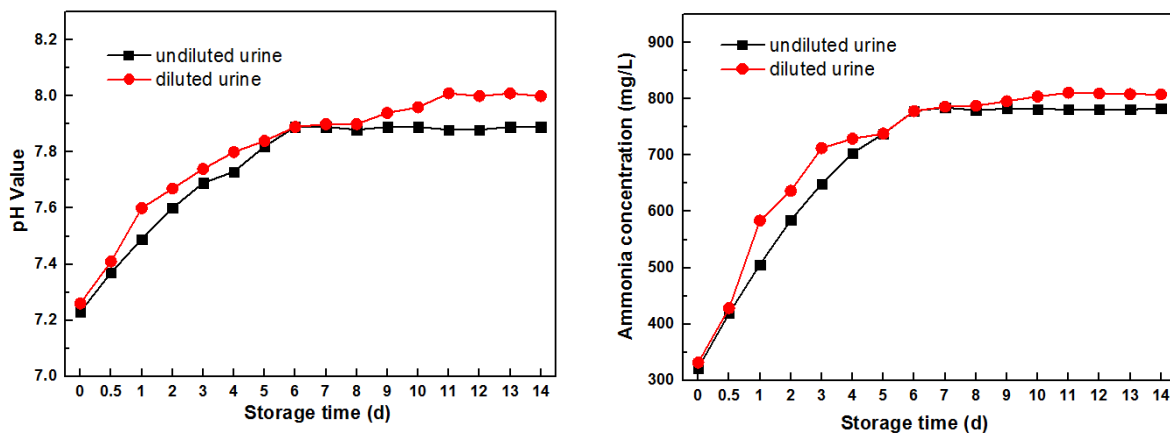 8.2
8.0
7.8
7.6
7.4
7.2
7.0
pH Value
undiluted urine
diluted urine
0 0.5 1 2 3 4 5 6 7 8 9 10 11 12 13 14
Storage time (d)
900
800
700
600
500
400
300
Ammonia concentration (mg/L)
undiluted urine
diluted urine
0 0.5 1 2 3 4 5 6 7 8 9 10 11 12 13 14
Storage time (d)